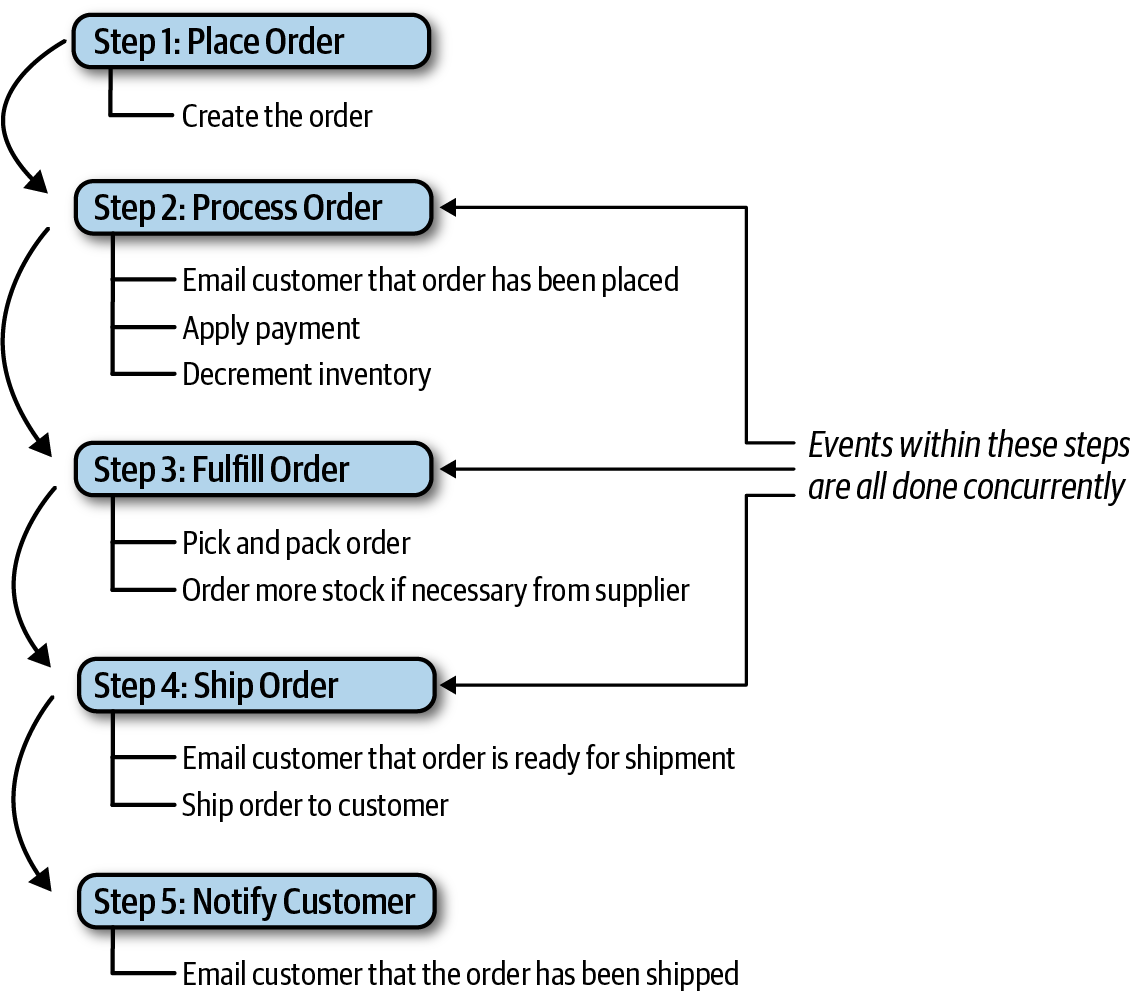 Step 1: Place Order
Create the order
Step 2: Process Order
Email customer that order has been placed
Apply payment
Decrement inventory
Step 3: Fulfill Order
Pick and pack order
Order more stock if necessary from supplier
Events within these steps
are all done concurrently
Step 4: Ship Order
Email customer that order is ready for shipment
Ship order to customer
Step 5: Notify Customer
Email customer that the order has been shipped